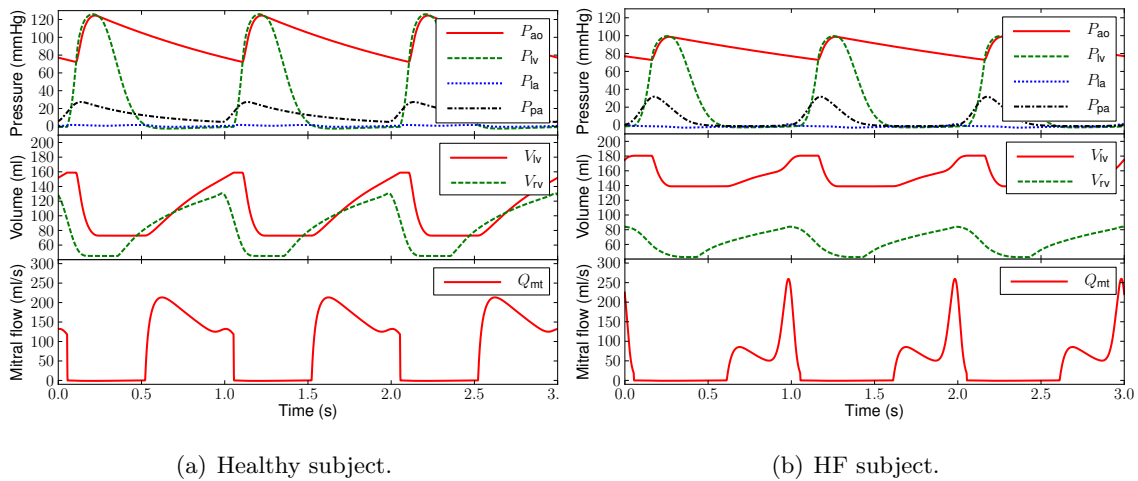 Pressure (mmHg)
120
100
80
60
40
20
0
P_ao
P_lv
P_la
P_pa
Volume (ml)
200
180
160
140
120
100
80
60
V_lv
V_rv
Mitral flow (ml/s)
300
250
200
150
100
50
0
Q_mt
0.0 0.5 1.0 1.5 2.0 2.5 3.0
Time (s)
(a) Healthy subject.
Pressure (mmHg)
120
100
80
60
40
20
0
P_ao
P_lv
P_la
P_pa
Volume (ml)
200
180
160
140
120
100
80
60
V_lv
V_rv
Mitral flow (ml/s)
300
250
200
150
100
50
0
Q_mt
0.0 0.5 1.0 1.5 2.0 2.5 3.0
Time (s)
(b) HF subject.